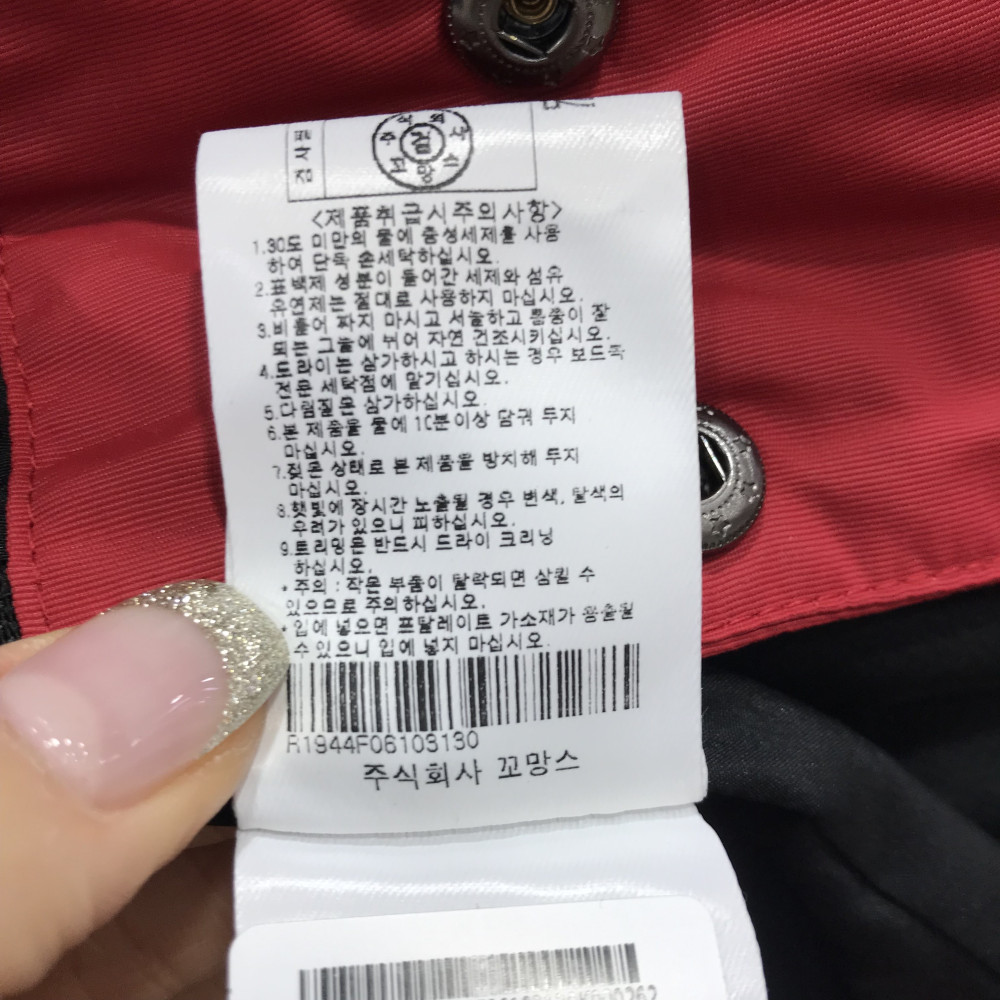 검사필
주식회사 꼬망스 검
<제품취급시주의사항>
1.30도 미만의 물에 중성세제를 사용
하여 단독 손세탁하십시오.
2.표백제 성분이 들어간 세제와 섬유
유연제는 절대로 사용하지 마십시오.
3.비틀어 짜지 마시고 서늘하고 통풍이 잘
되는 그늘에 뉘어 자연 건조시키십시오.
4.드라이는 삼가하시고 하시는 경우 모드족
전문 세탁점에 맡기십시오.
5.다림질은 삼가하십시오.
6.본 제품을 물에 10분이상 담궈 두지
마십시오.
7.젖은 상태로 본 제품을 방치해 두지
마십시오.
8.햇빛에 장시간 노출될 경우 변색, 탈색의
우려가 있으니 피하십시오.
9.트리밍은 반드시 드라이 크리닝
하십시오.
*주의 : 작은 부품이 탈락되면 삼킬 수
있으므로 주의하십시오.
*입에 넣으면 프탈레이트 가소재가 용출될
수 있으니 입에 넣지 마십시오.
R1944F06103130
주식회사 꼬망스